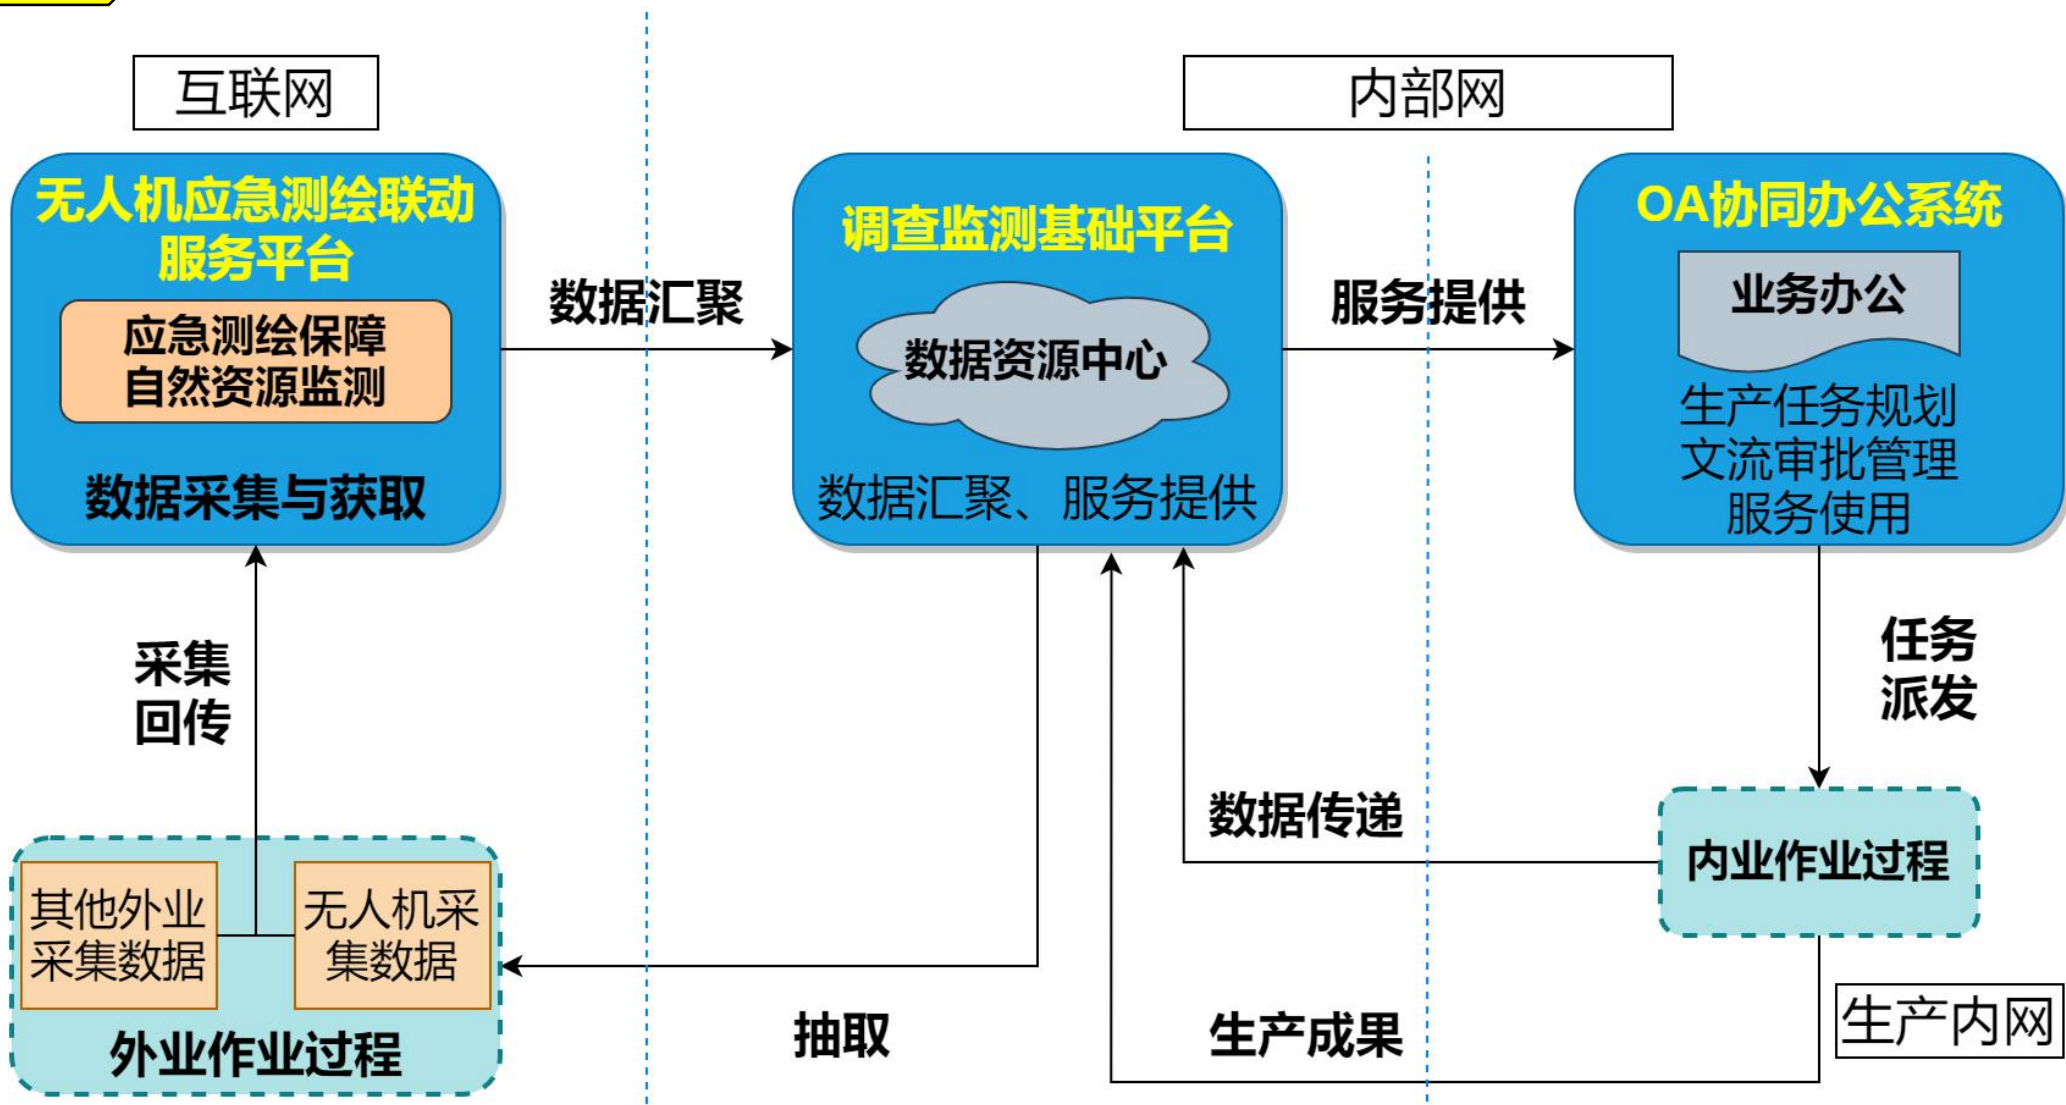 互联网
内部网
无人机应急测绘联动
服务平台
应急测绘保障
自然资源监测
数据采集与获取
数据汇聚
调查监测基础平台
数据资源中心
数据汇聚、服务提供
服务提供
OA协同办公系统
业务办公
生产任务规划
文流审批管理
服务使用
采集
回传
任务
派发
数据传递
内业作业过程
其他外业
采集数据
无人机采
集数据
外业作业过程
抽取
生产成果
生产内网